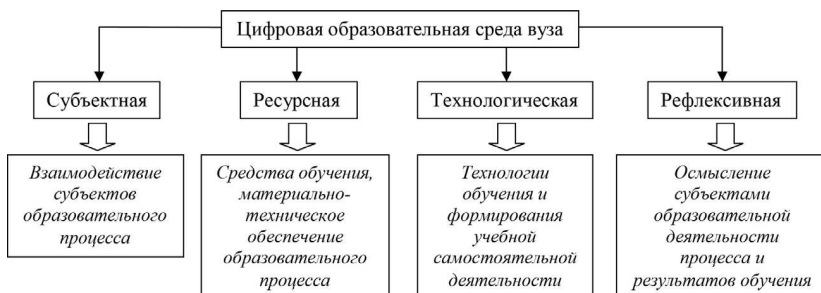 Цифровая образовательная среда вуза
Субъектная
Ресурсная
Технологическая
Рефлексивная
Взаимодействие
субъектов
образовательного
процесса
Средства обучения,
материально-
техническое
обеспечение
образовательного
процесса
Технологии
обучения и
формирования
учебной
самостоятельной
деятельности
Осмысление
субъектами
образовательной
деятельности
процесса и
результатов обучения